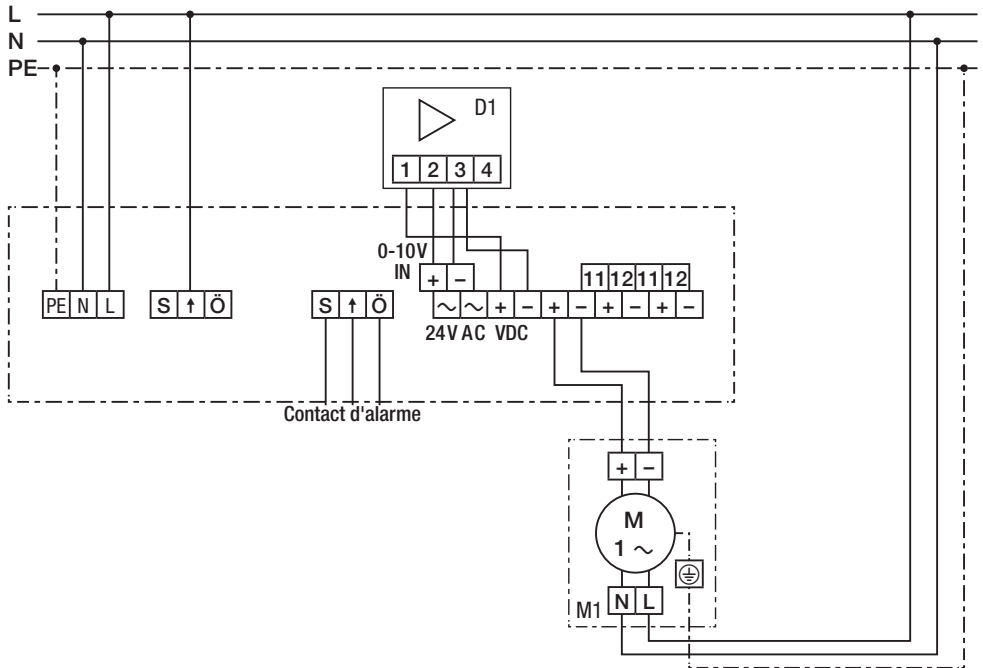 L
N
PE
D1
1 2 3 4
0-10V
IN
+ −
11 12 11 12
PE N L
S ↑ Ö
S ↑ Ö
~ ~ + − + − + − + −
24V AC VDC
Contact d'alarme
+ −
M
1 ~
M1
N L